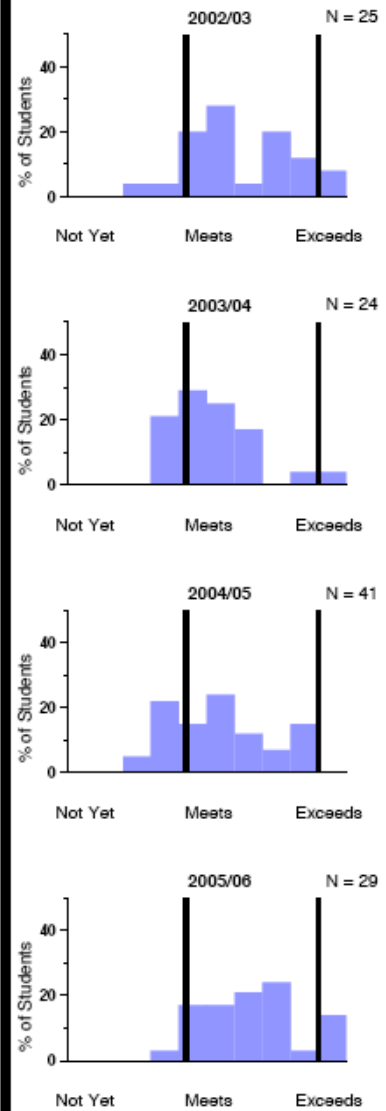 2002/03 N = 25
% of Students
40
20
0
Not Yet Meets Exceeds
2003/04 N = 24
% of Students
40
20
0
Not Yet Meets Exceeds
2004/05 N = 41
% of Students
40
20
0
Not Yet Meets Exceeds
2005/06 N = 29
% of Students
40
20
0
Not Yet Meets Exceeds